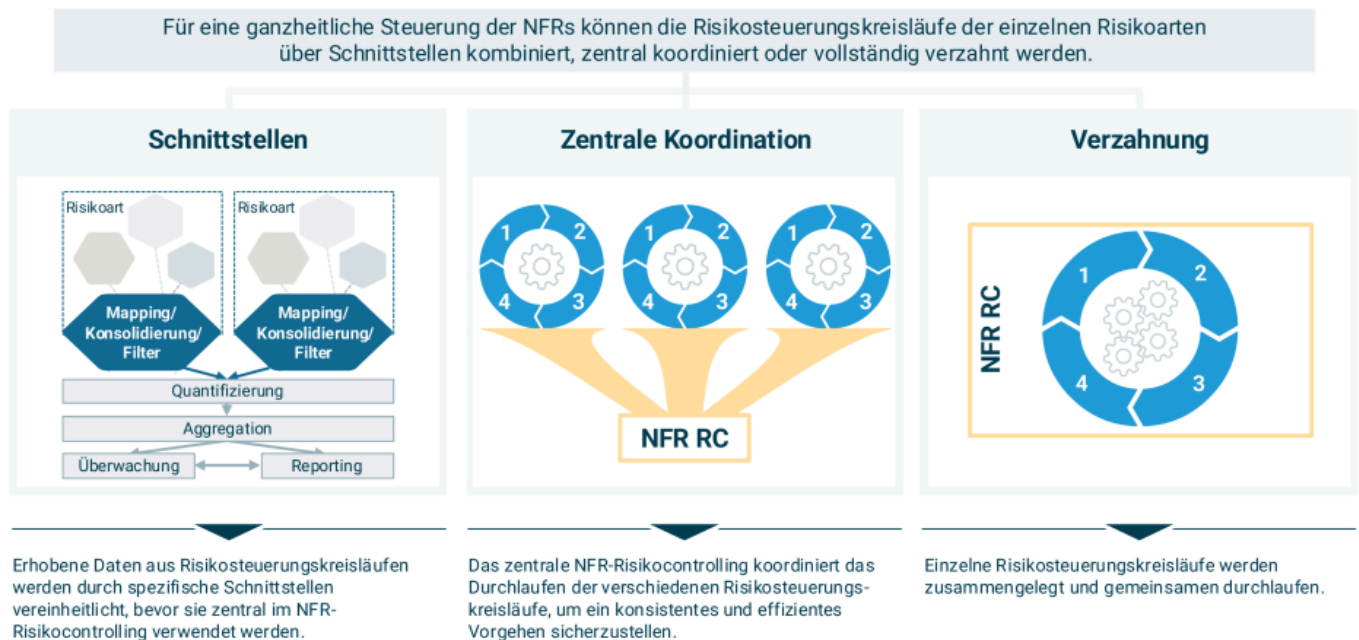 Für eine ganzheitliche Steuerung der NFRs können die Risikosteuerungskreisläufe der einzelnen Risikoarten
über Schnittstellen kombiniert, zentral koordiniert oder vollständig verzahnt werden.
Schnittstellen
Risikoart
Risikoart
Mapping/
Konsolidierung/
Filter
Mapping/
Konsolidierung/
Filter
Quantifizierung
Aggregation
Überwachung
Reporting
Erhobene Daten aus Risikosteuerungskreisläufen
werden durch spezifische Schnittstellen
vereinheitlicht, bevor sie zentral im NFR-
Risikocontrolling verwendet werden.
Zentrale Koordination
1
2
3
4
1
2
3
4
1
2
3
4
NFR RC
Das zentrale NFR-Risikocontrolling koordiniert das
Durchlaufen der verschiedenen Risikosteuerungs-
kreisläufe, um ein konsistentes und effizientes
Vorgehen sicherzustellen.
Verzahnung
NFR RC
1
2
3
4
Einzelne Risikosteuerungskreisläufe werden
zusammengelegt und gemeinsamen durchlaufen.